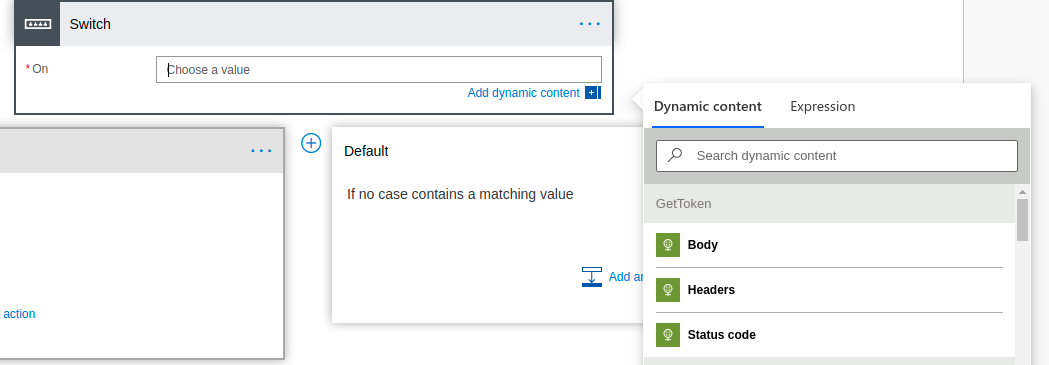 Switch
...
* On
Choose a value
Add dynamic content
...
action
Default
If no case contains a matching value
Add an
Dynamic content
Expression
Search dynamic content
GetToken
Body
Headers
Status code